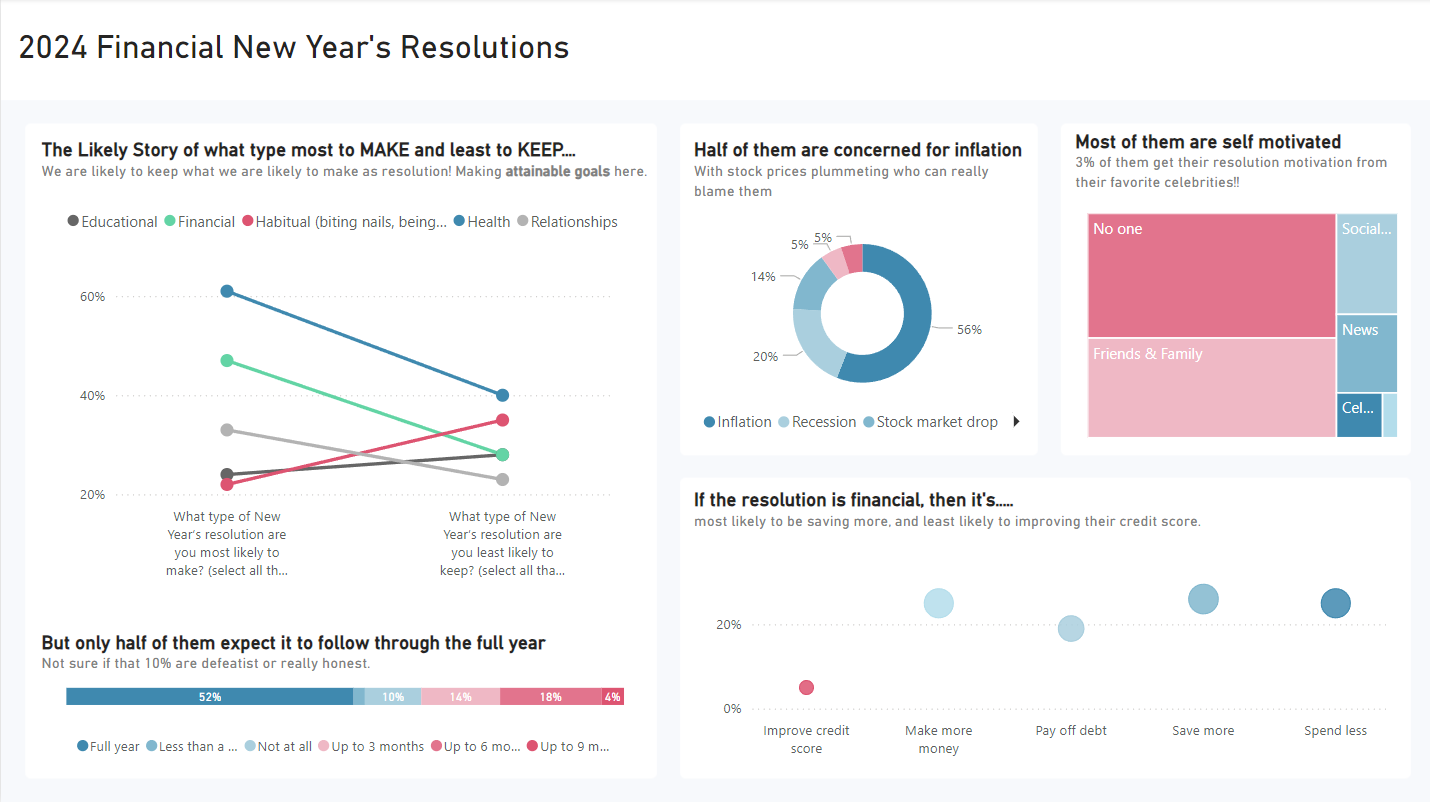 2024 Financial New Year's Resolutions
The Likely Story of what type most to MAKE and least to KEEP....
We are likely to keep what we are likely to make as resolution! Making attainable goals here.
Educational Financial Habitual (biting nails, being... Health Relationships
60%
40%
20%
What type of New
Year's resolution are
you most likely to
make? (select all th...
What type of New
Year's resolution are
you least likely to
keep? (select all tha...
But only half of them expect it to follow through the full year
Not sure if that 10% are defeatist or really honest.
52% 10% 14% 18% 4%
Full year Less than a ... Not at all Up to 3 months Up to 6 mo... Up to 9 m...
Half of them are concerned for inflation
With stock prices plummeting who can really
blame them
5%
5%
14%
56%
20%
Inflation Recession Stock market drop
Most of them are self motivated
3% of them get their resolution motivation from
their favorite celebrities!!
No one
Social...
News
Friends & Family
Cel...
If the resolution is financial, then it's.....
most likely to be saving more, and least likely to improving their credit score.
20%
0%
Improve credit
score
Make more
money
Pay off debt
Save more
Spend less